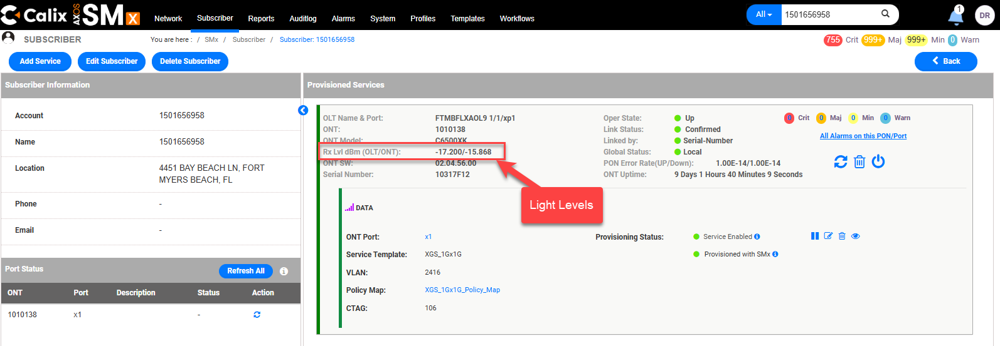 Calix AXOS SMx
Network Subscriber Reports Auditlog Alarms System Profiles Templates Workflows
All 1501656958
1
DR
SUBSCRIBER
You are here : / SMx / Subscriber / Subscriber: 1501656958
755 Crit 999+ Maj 999+ Min 0 Warn
Add Service Edit Subscriber Delete Subscriber
Back
Subscriber Information
Account 1501656958
Name 1501656958
Location 4451 BAY BEACH LN, FORT
MYERS BEACH, FL
Phone -
Email -
Port Status Refresh All
ONT Port Description Status Action
1010138 x1 -
Provisioned Services
OLT Name & Port: FTMBFLXAOL9 1/1/xp1 Oper State: Up
0 Crit 0 Maj 0 Min 0 Warn
ONT: 1010138 Link Status: Confirmed
All Alarms on this PON/Port
ONT Model: C6500XK Linked by: Serial-Number
Rx Lvl dBm (OLT/ONT): -17.200/-15.868 Global Status: Local
ONT SW: 02.04.56.00 PON Error Rate(UP/Down): 1.00E-14/1.00E-14
Serial Number: 10317F12 ONT Uptime: 9 Days 1 Hours 40 Minutes 9 Seconds
Light Levels
DATA
ONT Port: x1 Provisioning Status: Service Enabled
Service Template: XGS_1Gx1G Provisioned with SMx
VLAN: 2416
Policy Map: XGS_1Gx1G_Policy_Map
CTAG: 106